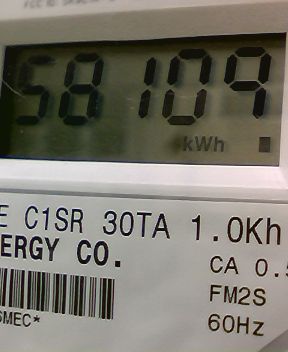 58109
kWh
E C1SR 30TA 1.0Kh
ERGY CO.
CA 0.5
FM2S
60Hz
SMEC*